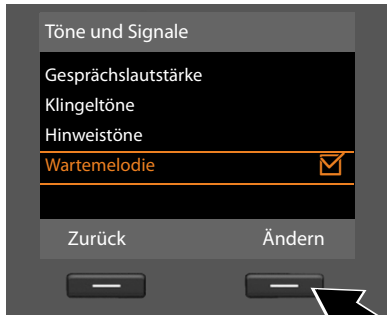 Töne und Signale
Gesprächslautstärke
Klingeltöne
Hinweistöne
Wartemelodie
Zurück Ändern